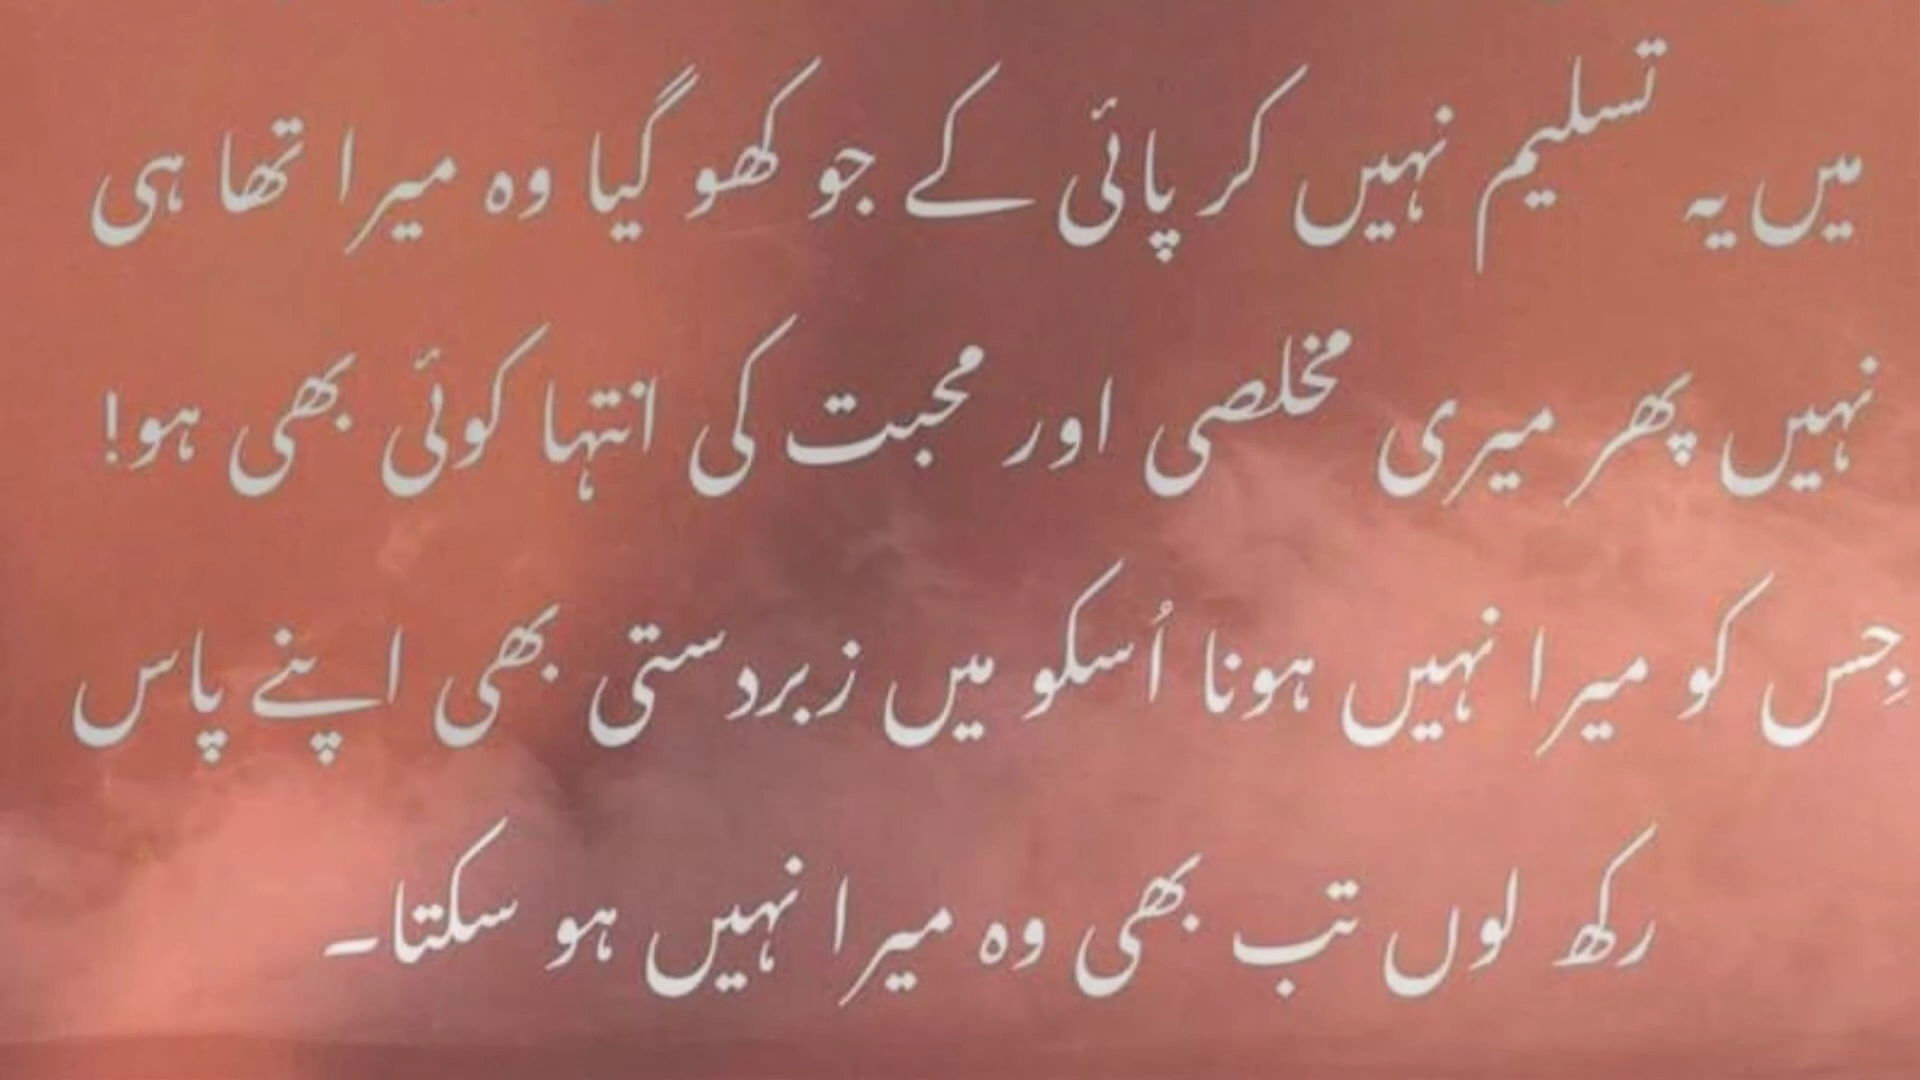 میں یہ تسلیم نہیں کر پائی کے جو کھو گیا وہ میرا تھا ہی
نہیں پھر میری مخلصی اور محبت کی انتہا کوئی بھی ہو!
جِس کو میرا نہیں ہونا اُسکو میں زبردستی بھی اپنے پاس
رکھ لوں تب بھی وہ میرا نہیں ہو سکتا۔